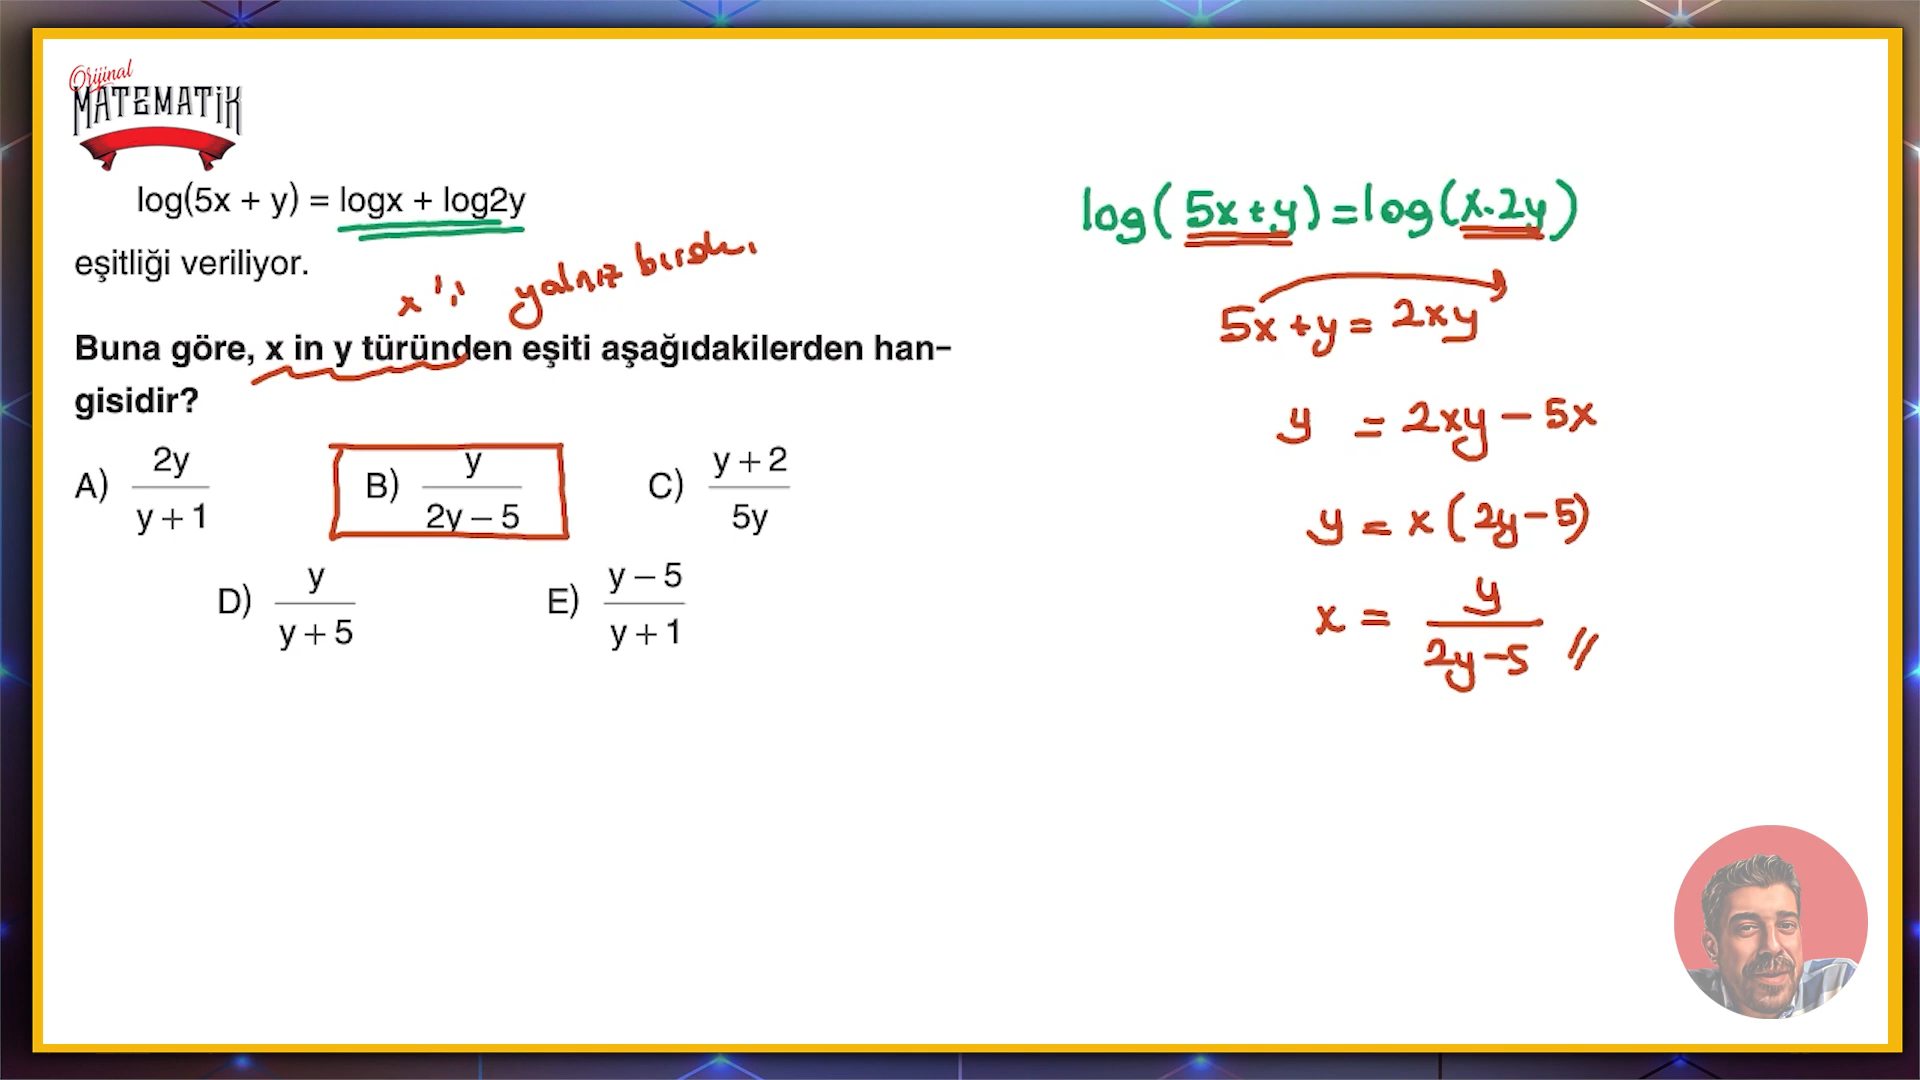 Orijinal
MATEMATİK
log(5x + y) = logx + log2y
eşitliği veriliyor.
x'i yalnız bırak.
Buna göre, x in y türünden eşiti aşağıdakilerden han-
gisidir?
A) 2y / y + 1   B) y / 2y – 5   C) y + 2 / 5y
D) y / y + 5   E) y – 5 / y + 1
log(5x+y)=log(x.2y)
5x+y = 2xy
y = 2xy – 5x
y = x(2y–5)
x = y / 2y–5 //